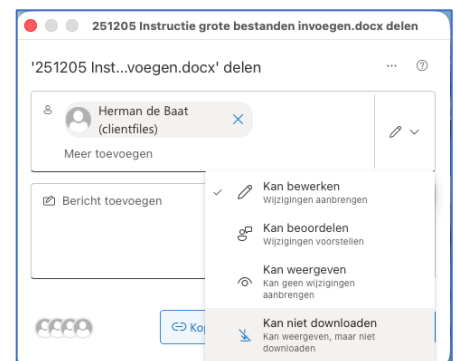 251205 Instructie grote bestanden invoegen.docx delen
'251205 Inst...voegen.docx' delen
Herman de Baat
(clientfiles)
Meer toevoegen
Bericht toevoegen
Kan bewerken
Wijzigingen aanbrengen
Kan beoordelen
Wijzigingen voorstellen
Kan weergeven
Kan geen wijzigingen
aanbrengen
Kan niet downloaden
Kan weergeven, maar niet
downloaden